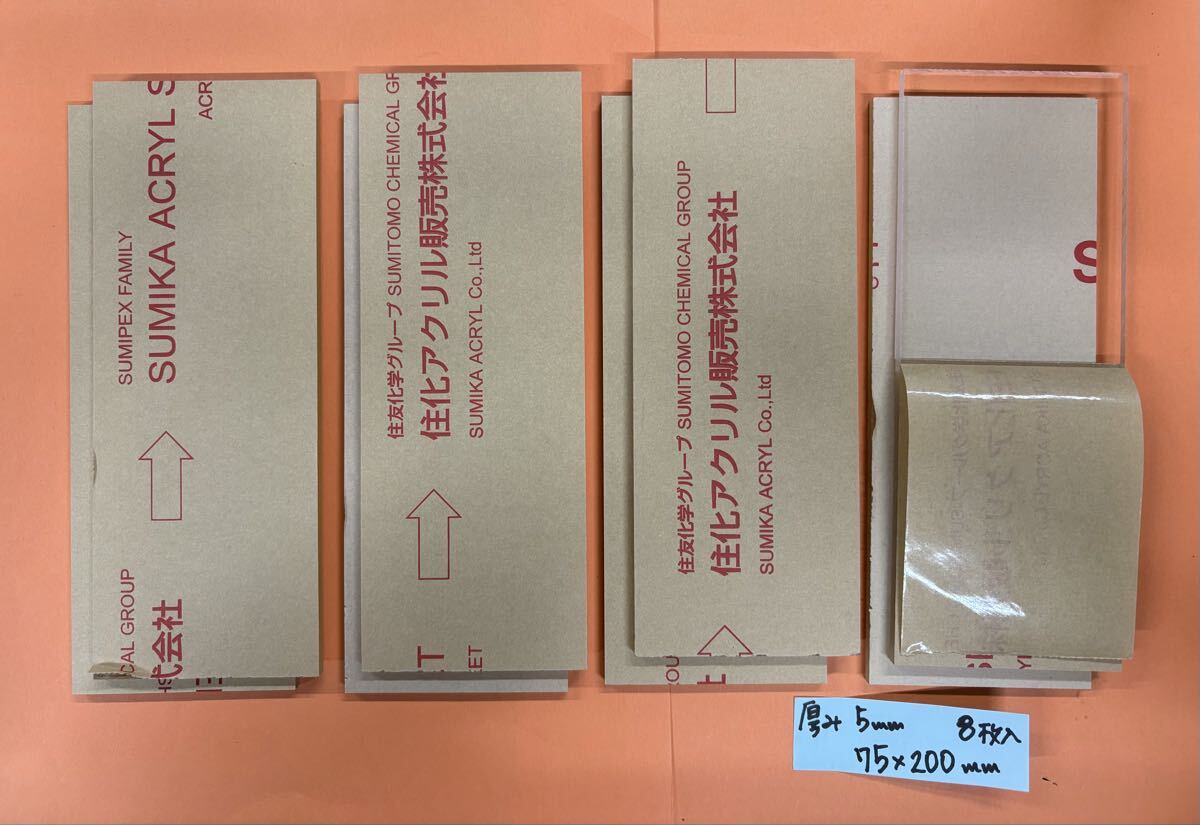 SUMIPEX FAMILY
SUMIKA ACRYL S
ACR
CAL GROUP
式会社
住友化学グループ SUMITOMO CHEMICAL GR
住化アクリル販売株式会社
SUMIKA ACRYL Co.,Ltd
ET
EET
住友化学グループ SUMITOMO CHEMICAL GROUP
住化アクリル販売株式会社
SUMIKA ACRYL Co.,Ltd
S
厚み 5mm 8枚入
75×200mm